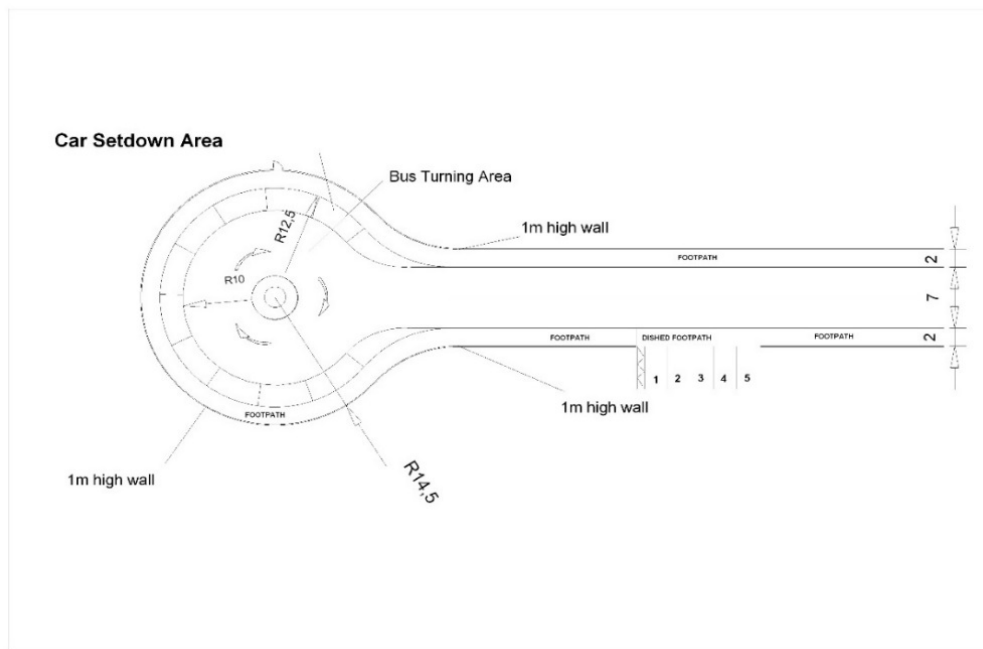 Car Setdown Area
Bus Turning Area
R12,5
1m high wall
FOOTPATH
2
R10
7
FOOTPATH
DISHED FOOTPATH
FOOTPATH
2
1 2 3 4 5
1m high wall
FOOTPATH
R14,5
1m high wall